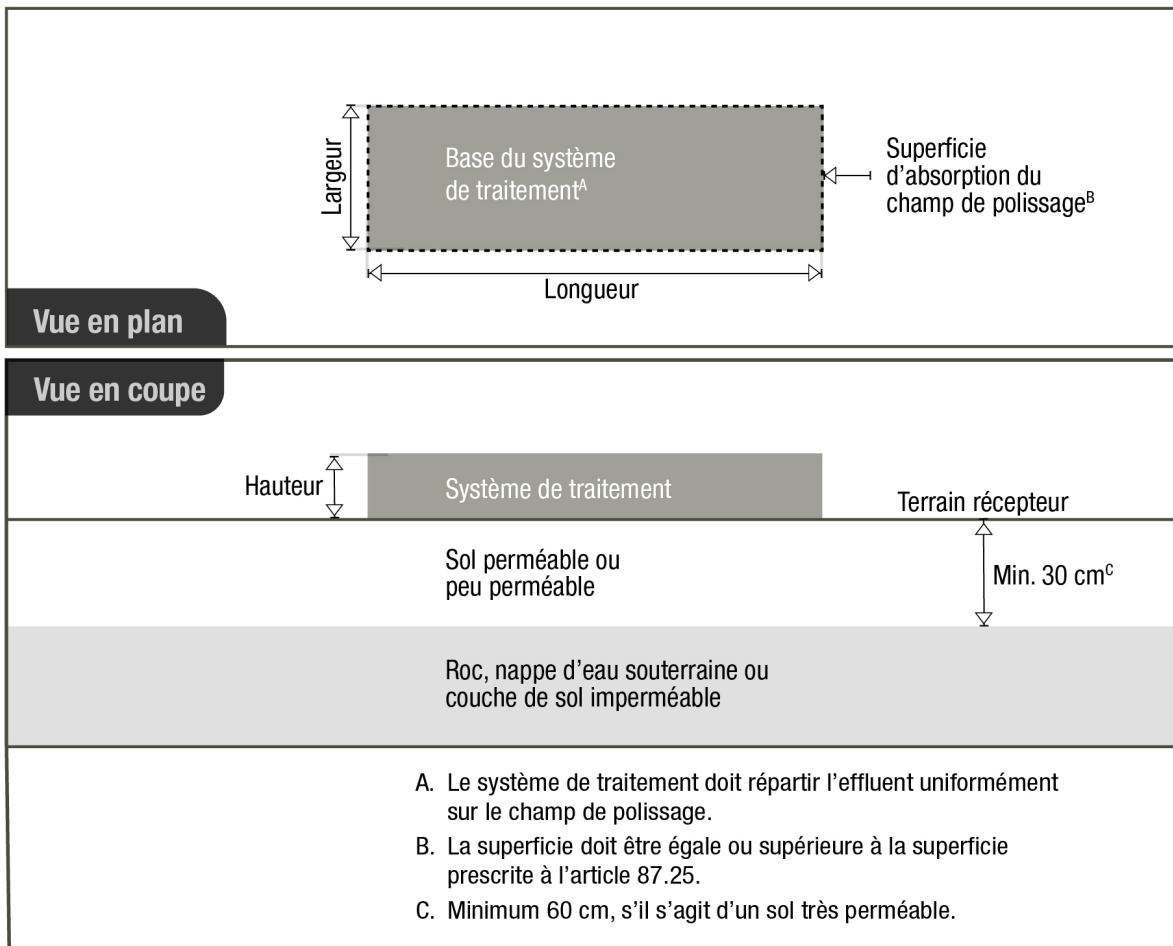 Largeur
Base du système
de traitementᴬ
Superficie
d’absorption du
champ de polissageᴮ
Longueur
Vue en plan
Vue en coupe
Hauteur
Système de traitement
Terrain récepteur
Sol perméable ou
peu perméable
Min. 30 cmᶜ
Roc, nappe d’eau souterraine ou
couche de sol imperméable
A. Le système de traitement doit répartir l’effluent uniformément
sur le champ de polissage.
B. La superficie doit être égale ou supérieure à la superficie
prescrite à l’article 87.25.
C. Minimum 60 cm, s’il s’agit d’un sol très perméable.